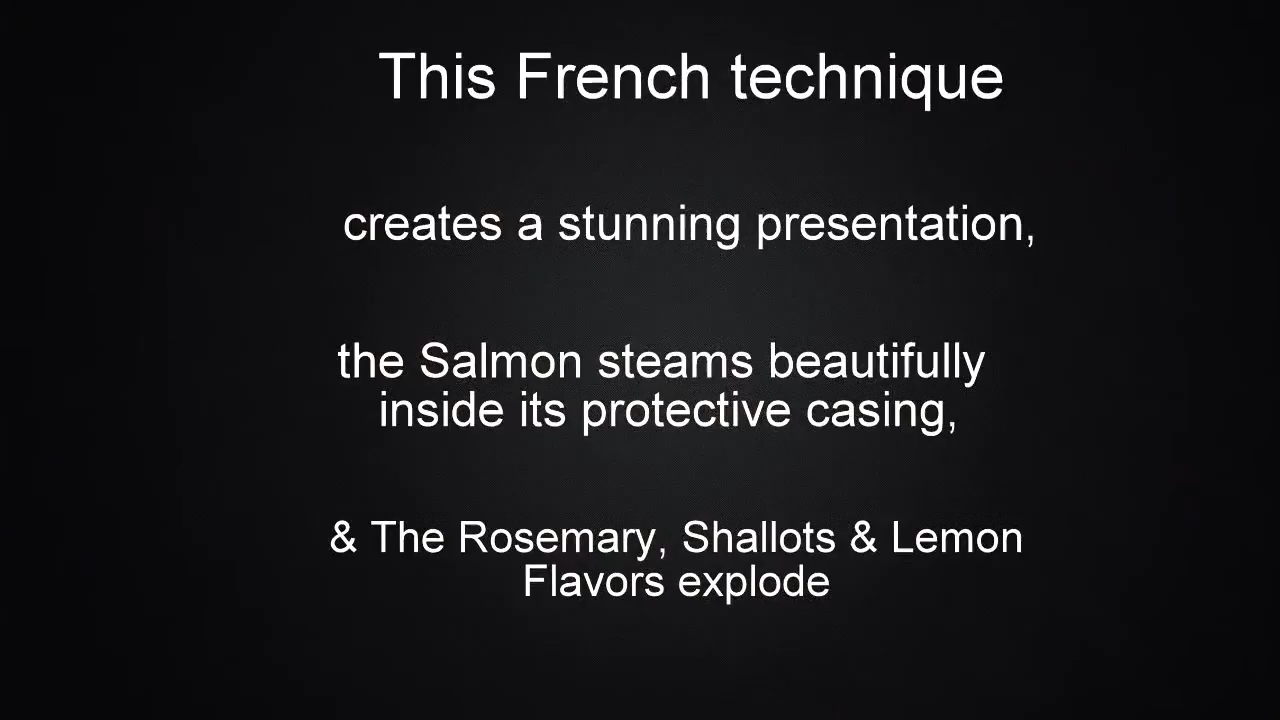 This French technique
creates a stunning presentation,
the Salmon steams beautifully
inside its protective casing,
& The Rosemary, Shallots & Lemon
Flavors explode